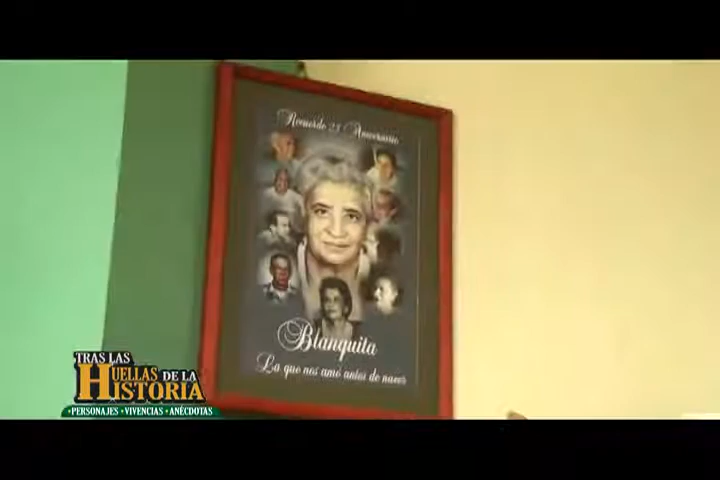 Recuerdo 25 Aniversario
Blanquita
La que nos amó antes de nacer
TRAS LAS
HUELLAS DE LA
HISTORIA
• PERSONAJES • VIVENCIAS • ANÉCDOTAS